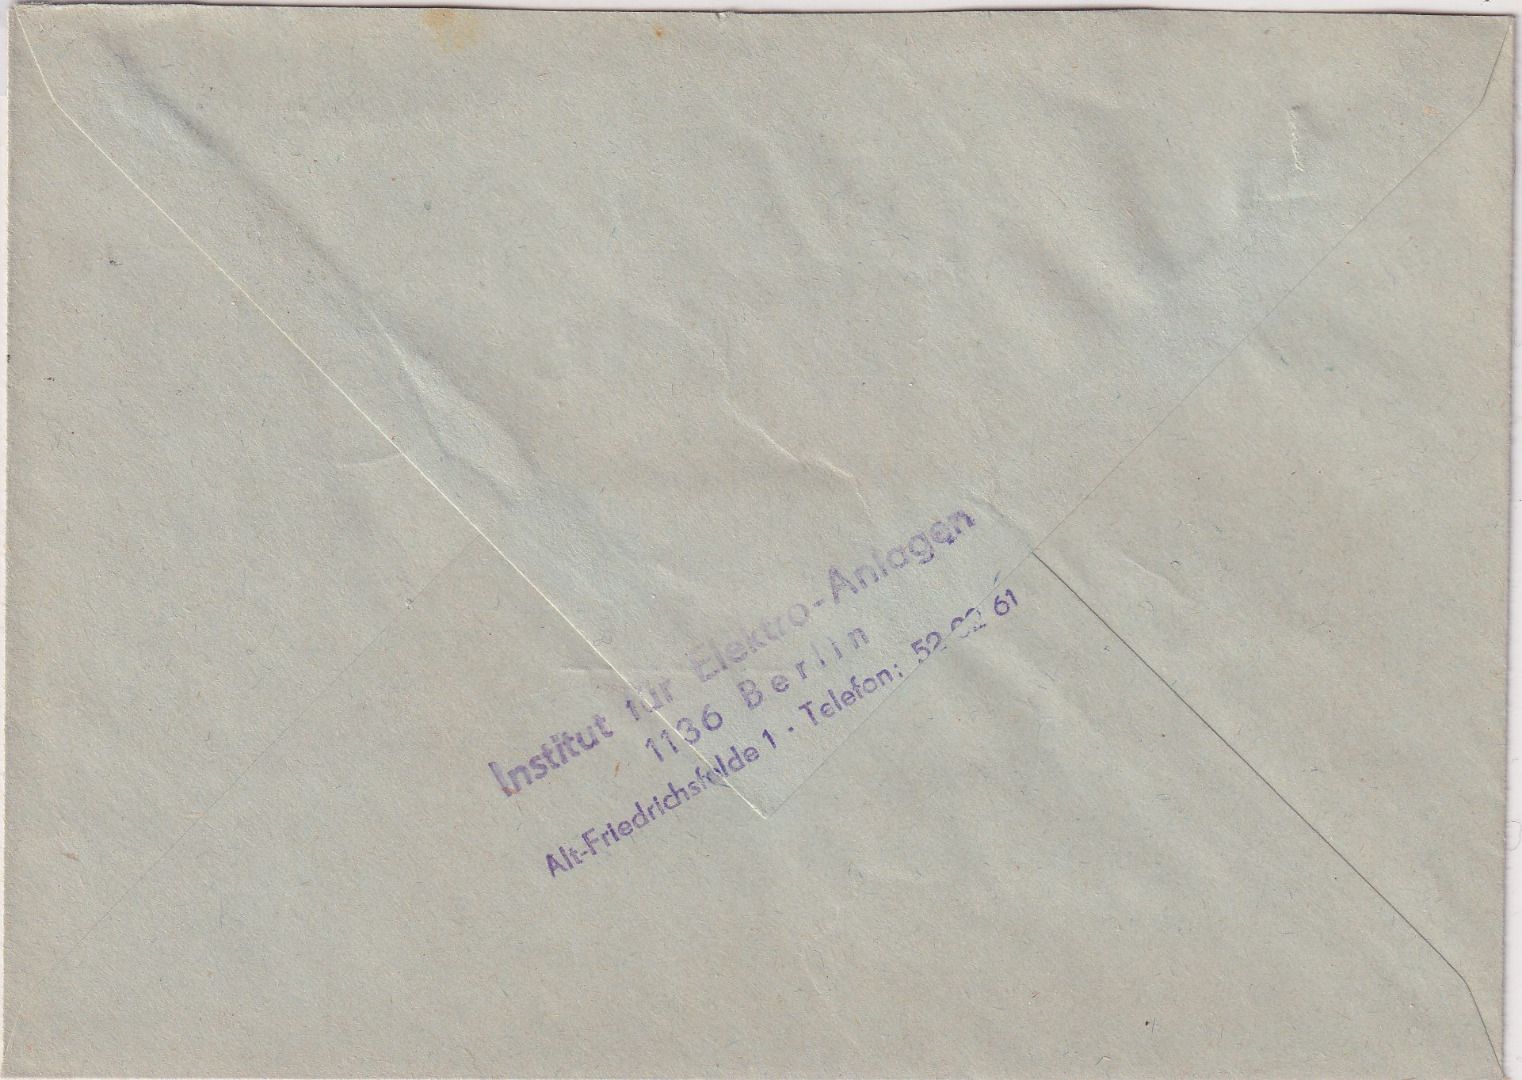 Institut für Elektro-Anlagen
1136 Berlin
Alt-Friedrichsfelde 1 · Telefon: 52 02 61